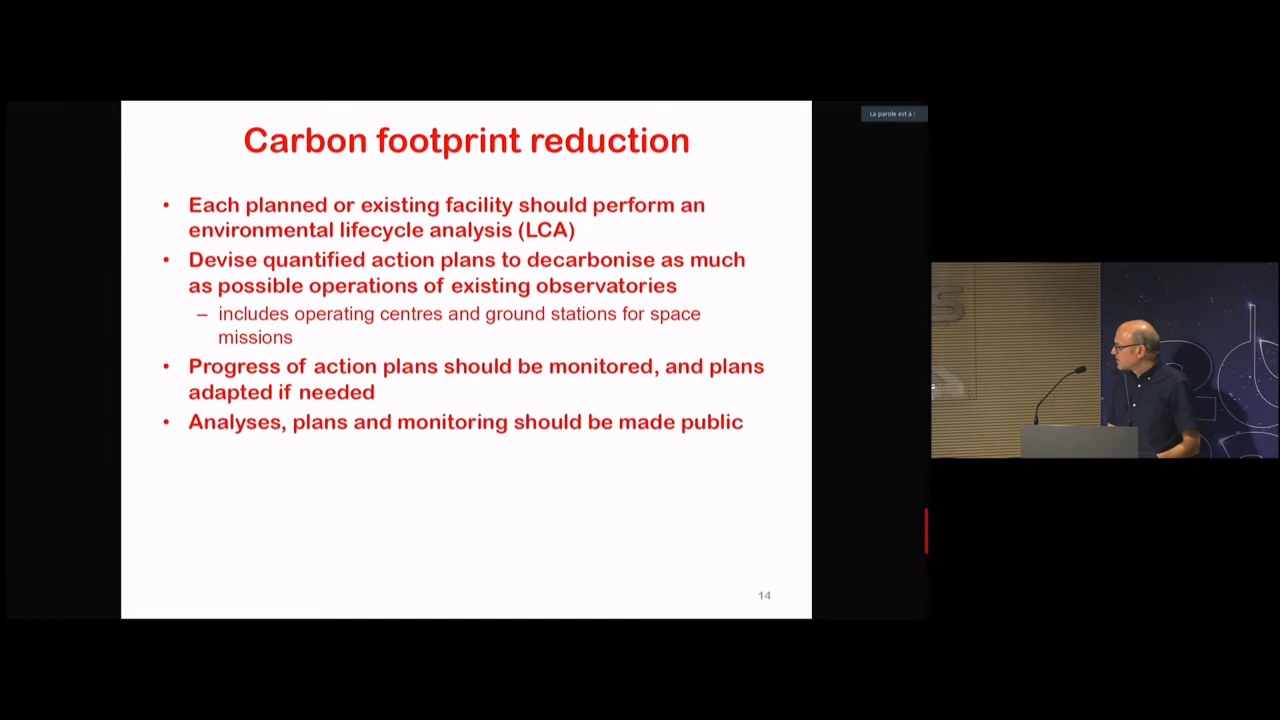 La parole est à :
Carbon footprint reduction
• Each planned or existing facility should perform an
environmental lifecycle analysis (LCA)
• Devise quantified action plans to decarbonise as much
as possible operations of existing observatories
– includes operating centres and ground stations for space
missions
• Progress of action plans should be monitored, and plans
adapted if needed
• Analyses, plans and monitoring should be made public
14